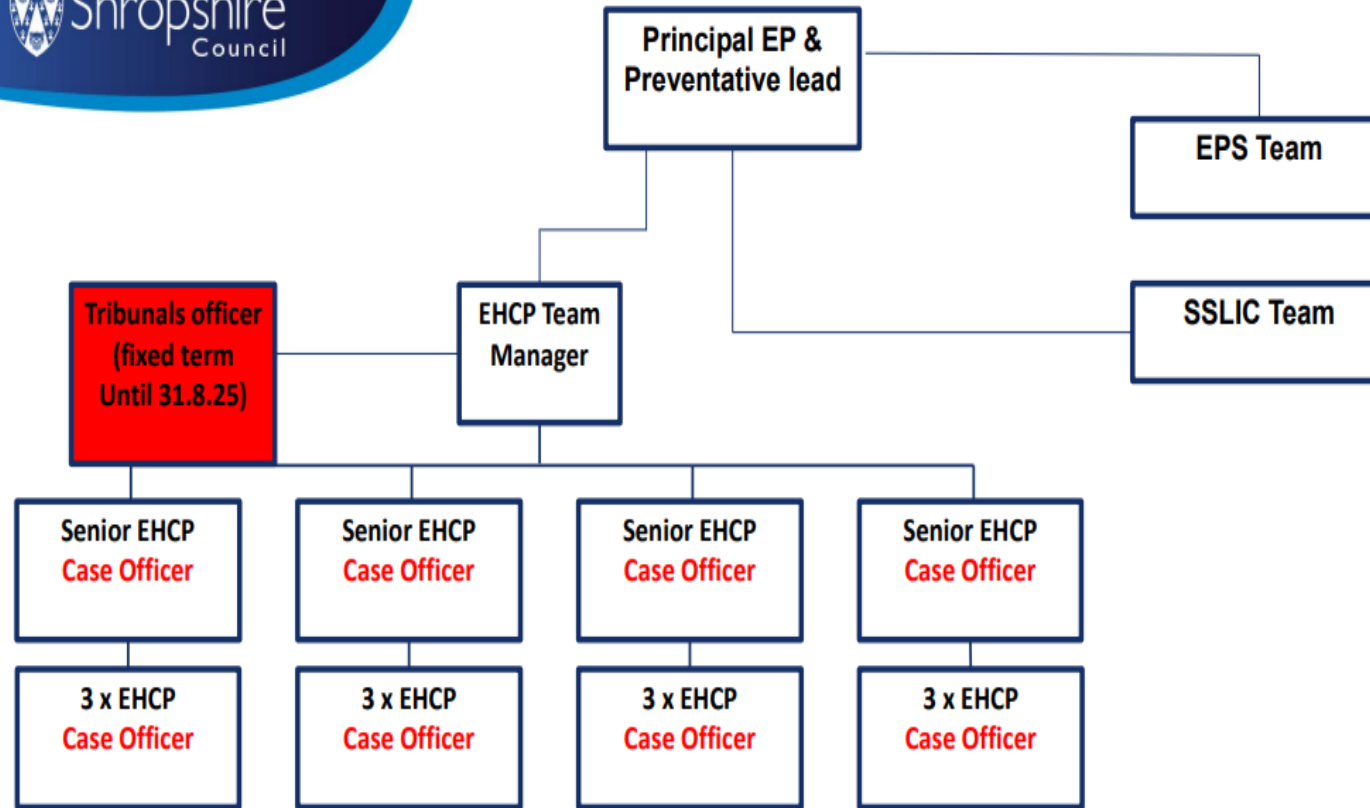 Shropshire
Council
Principal EP &
Preventative lead
EPS Team
SSLIC Team
Tribunals officer
(fixed term
Until 31.8.25)
EHCP Team
Manager
Senior EHCP
Case Officer
Senior EHCP
Case Officer
Senior EHCP
Case Officer
Senior EHCP
Case Officer
3 x EHCP
Case Officer
3 x EHCP
Case Officer
3 x EHCP
Case Officer
3 x EHCP
Case Officer